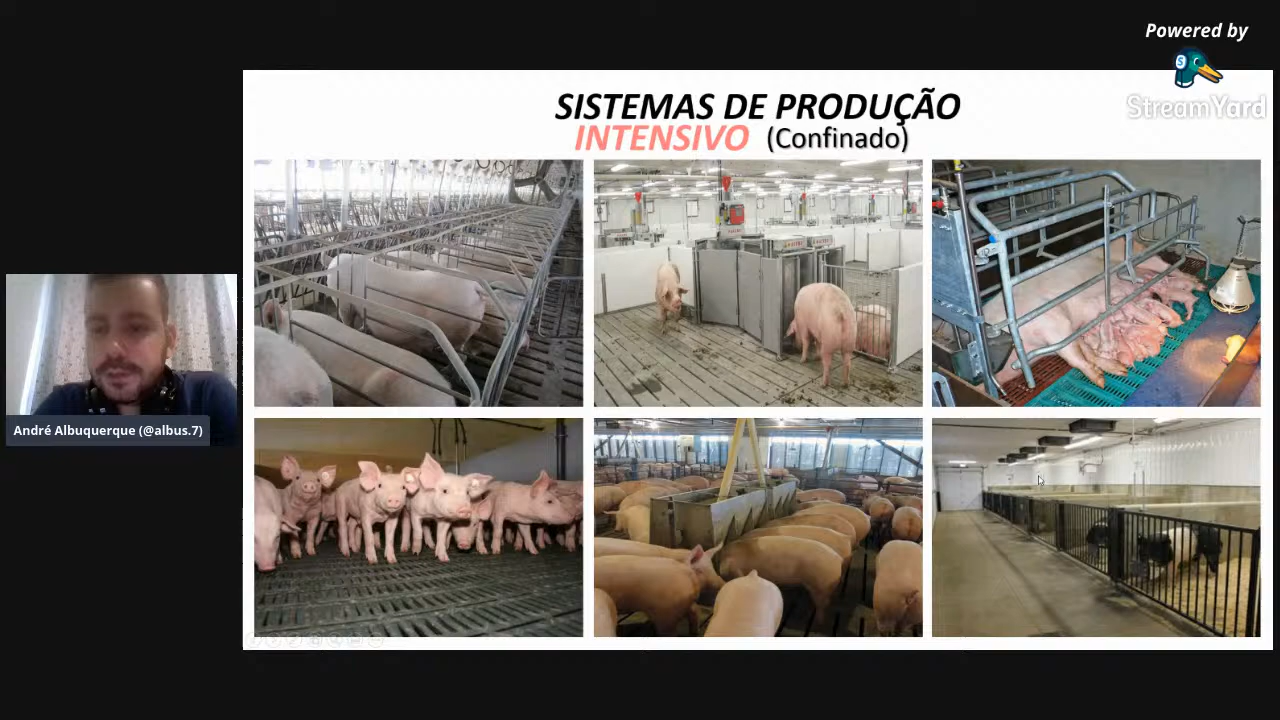 Powered by
StreamYard
SISTEMAS DE PRODUÇÃO
INTENSIVO (Confinado)
André Albuquerque (@albus.7)